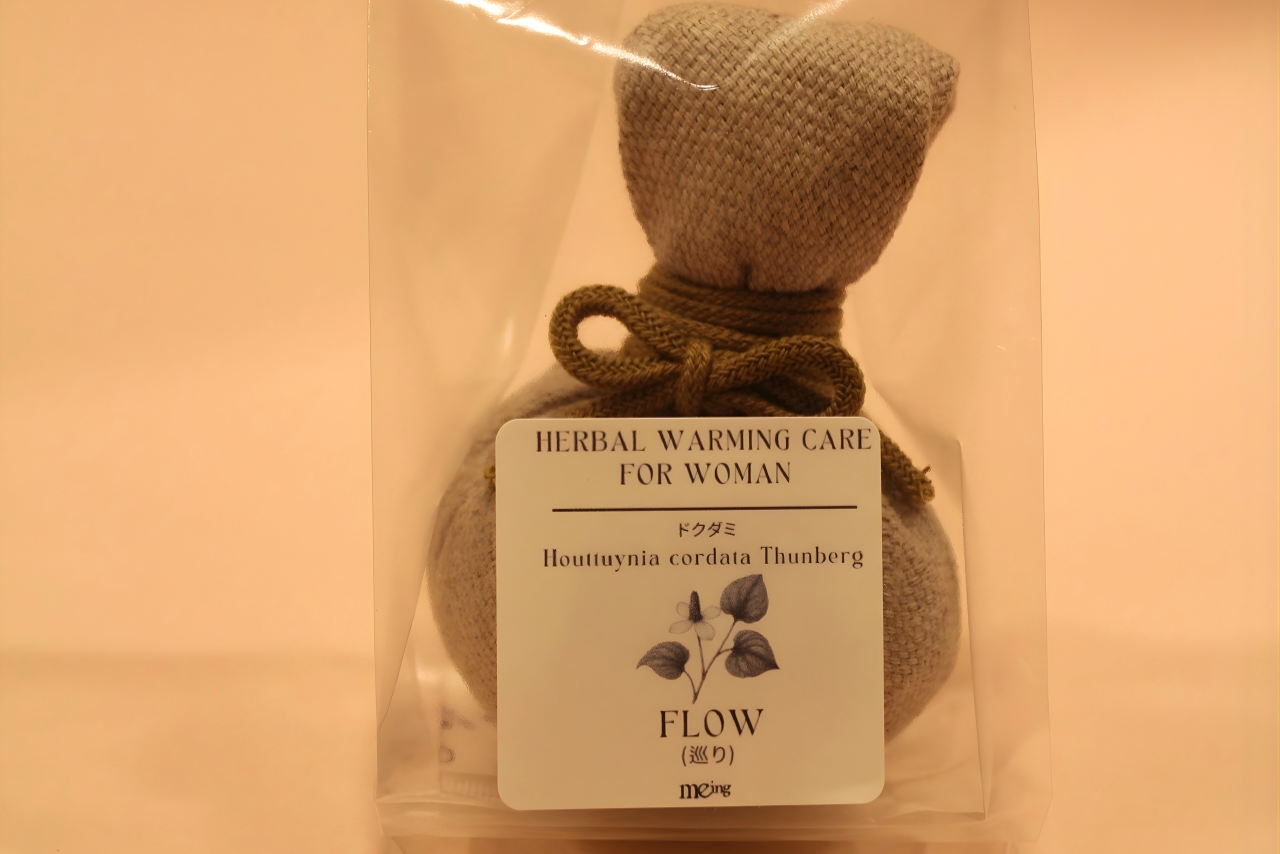 HERBAL WARMING CARE
FOR WOMAN
ドクダミ
Houttuynia cordata Thunberg
FLOW
(巡り)
meing